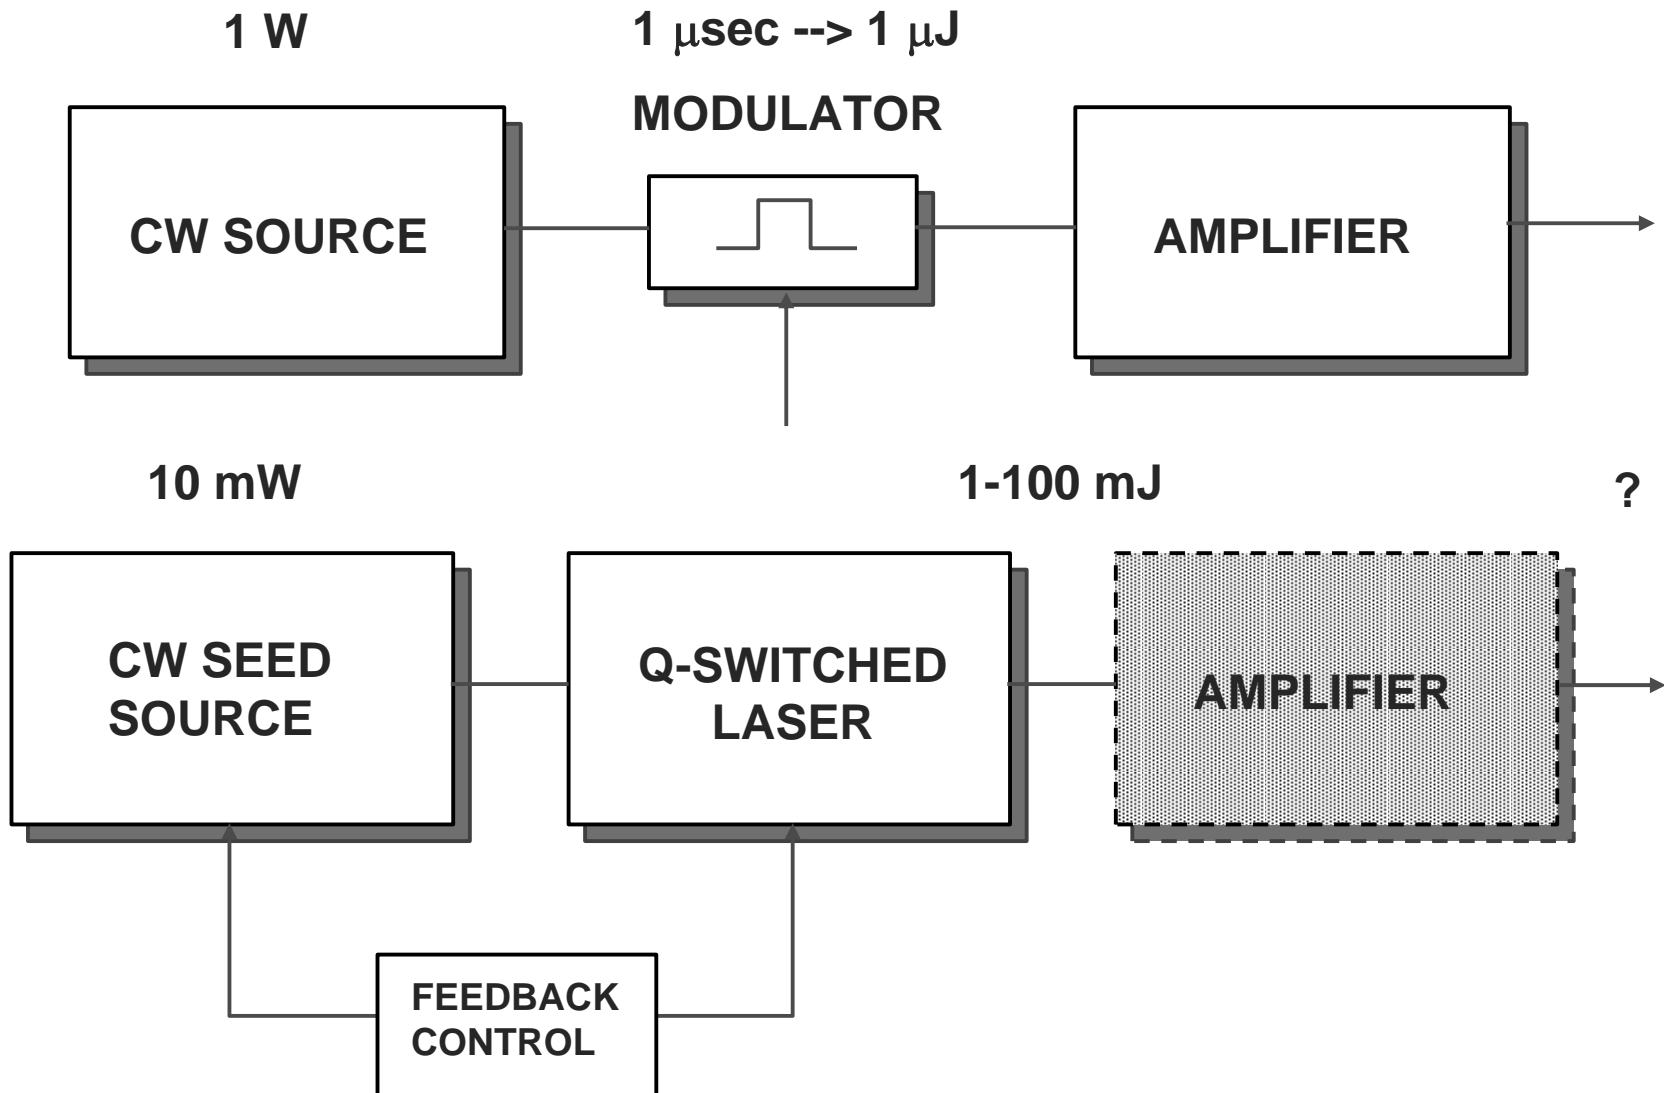 1 W
1 μsec --> 1 μJ
MODULATOR
CW SOURCE
AMPLIFIER
10 mW
1-100 mJ
?
CW SEED
SOURCE
Q-SWITCHED
LASER
AMPLIFIER
FEEDBACK
CONTROL